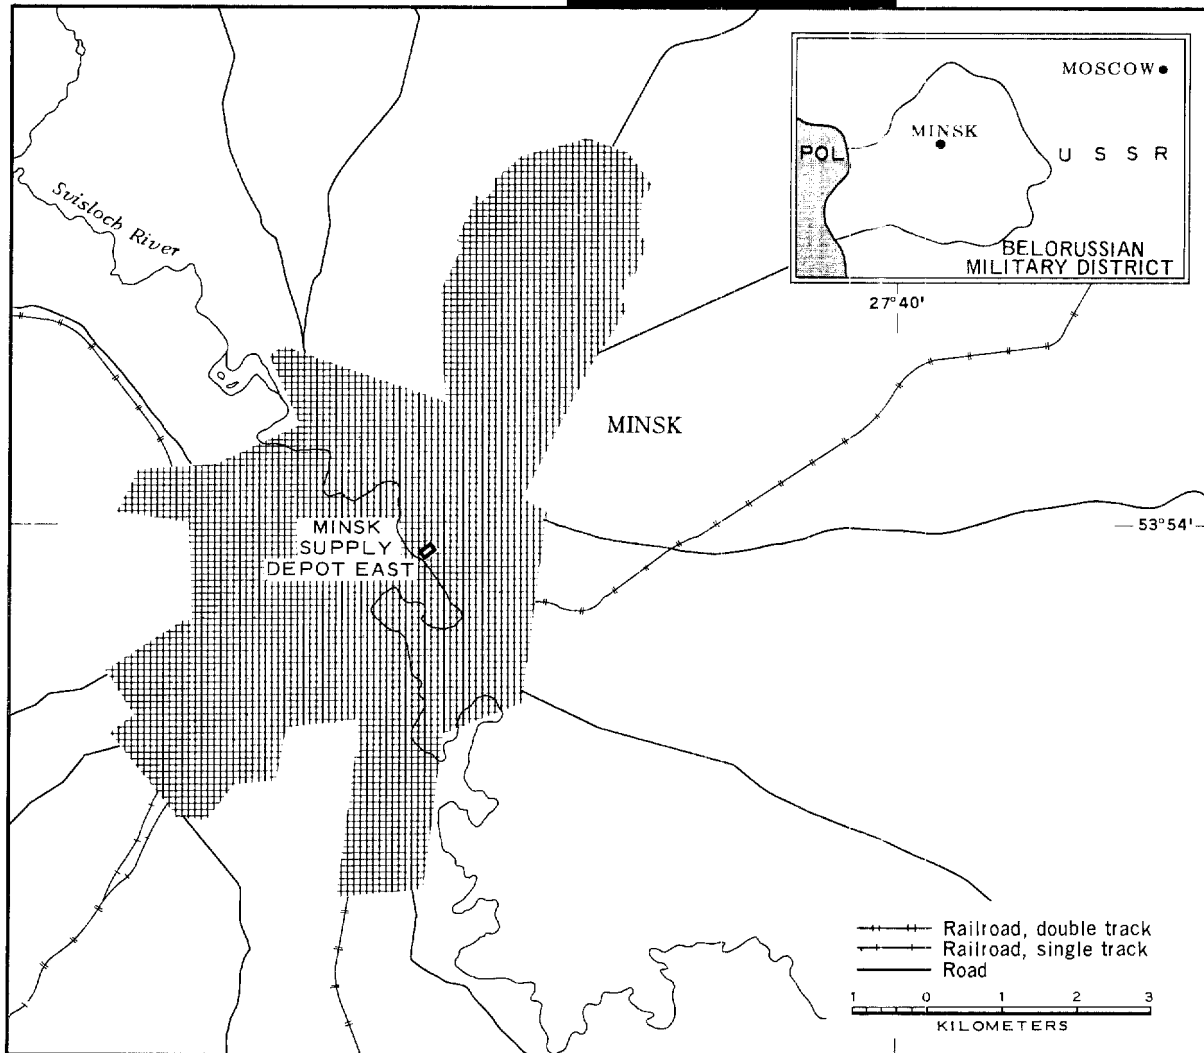 MOSCOW
MINSK
POL
U S S R
BELORUSSIAN
MILITARY DISTRICT
27°40'
Svisloch River
MINSK
53°54'
MINSK
SUPPLY
DEPOT EAST
Railroad, double track
Railroad, single track
Road
1 0 1 2 3
KILOMETERS